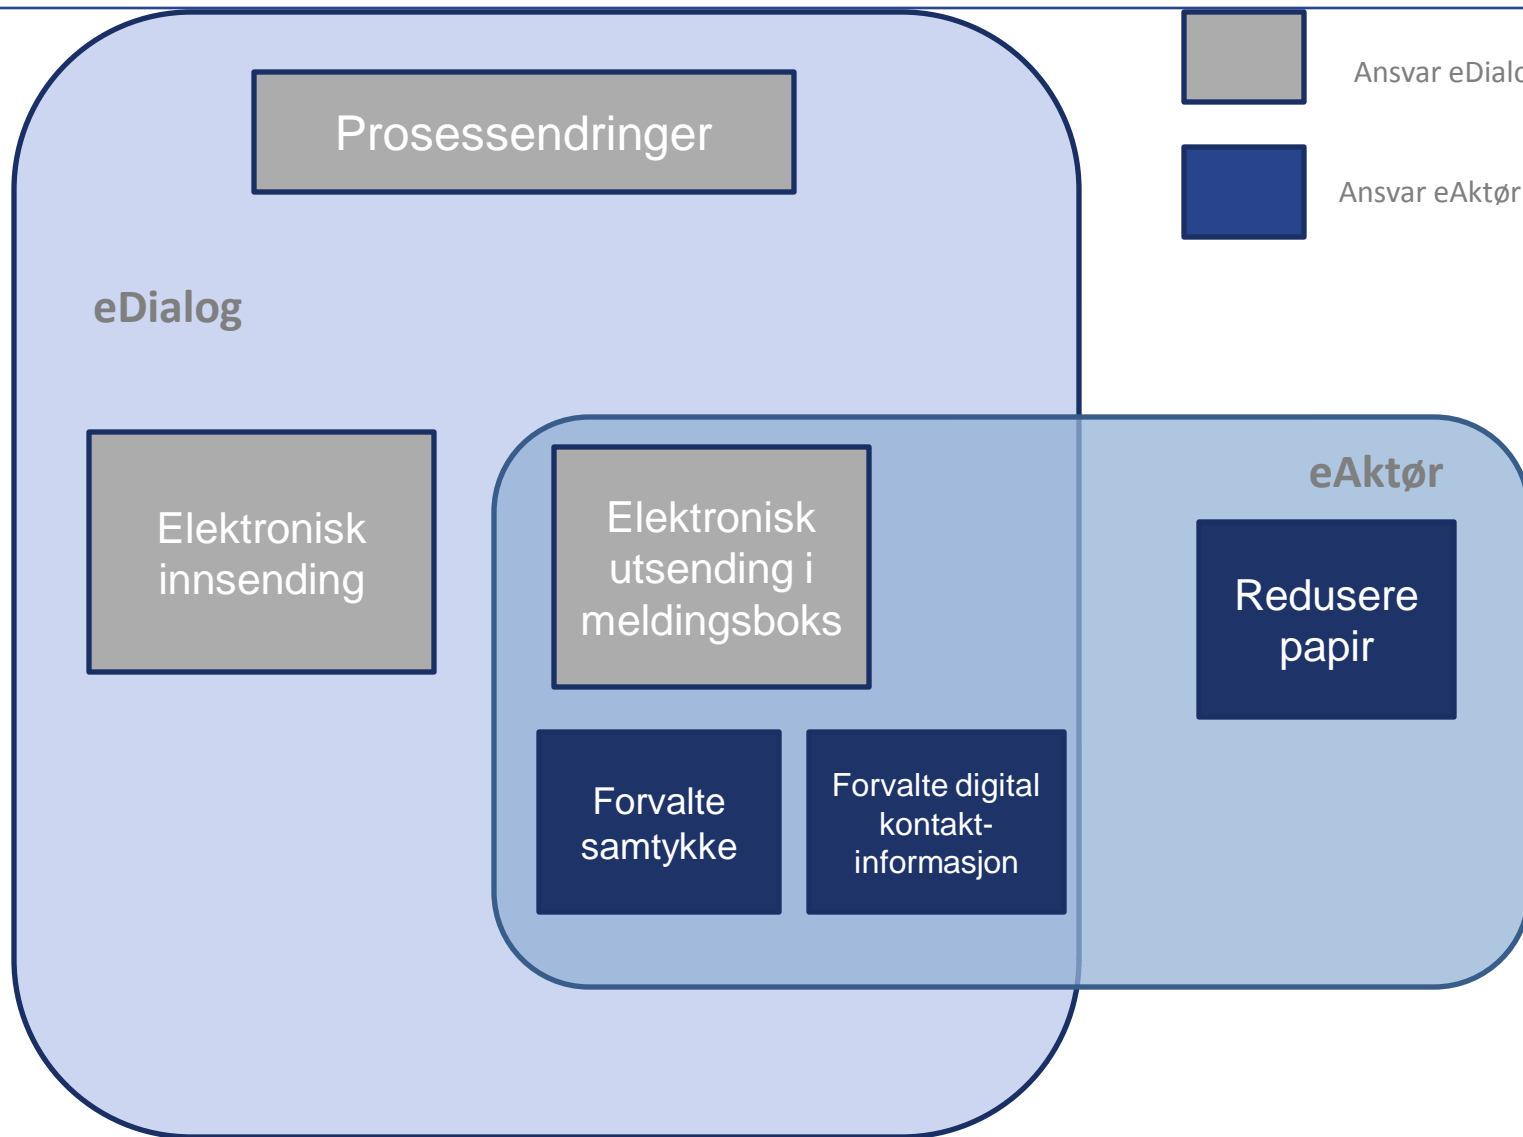 Prosessendringer
Ansvar eDialo
Ansvar eAktør
eDialog
Elektronisk
innsending
Elektronisk
utsending i
meldingsboks
eAktør
Redusere
papir
Forvalte
samtykke
Forvalte digital
kontakt-
informasjon